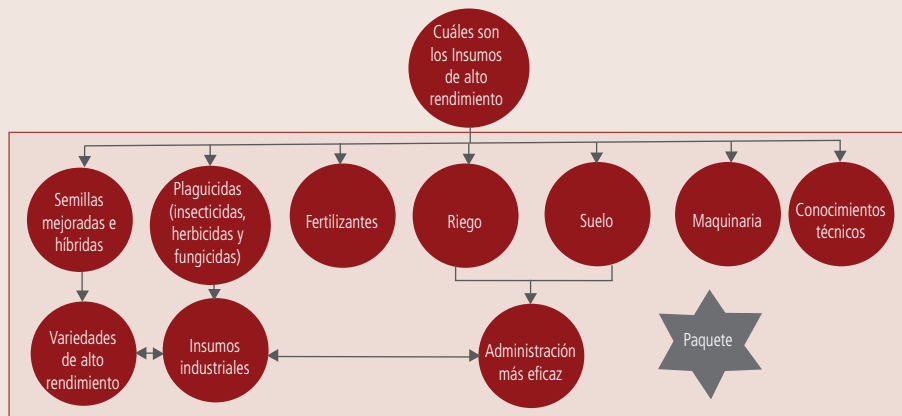 Cuáles son
los Insumos
de alto
rendimiento
Semillas
mejoradas e
híbridas
Plaguicidas
(insecticidas,
herbicidas y
fungicidas)
Fertilizantes
Riego
Suelo
Maquinaria
Conocimientos
técnicos
Variedades
de alto
rendimiento
Insumos
industriales
Administración
más eficaz
Paquete